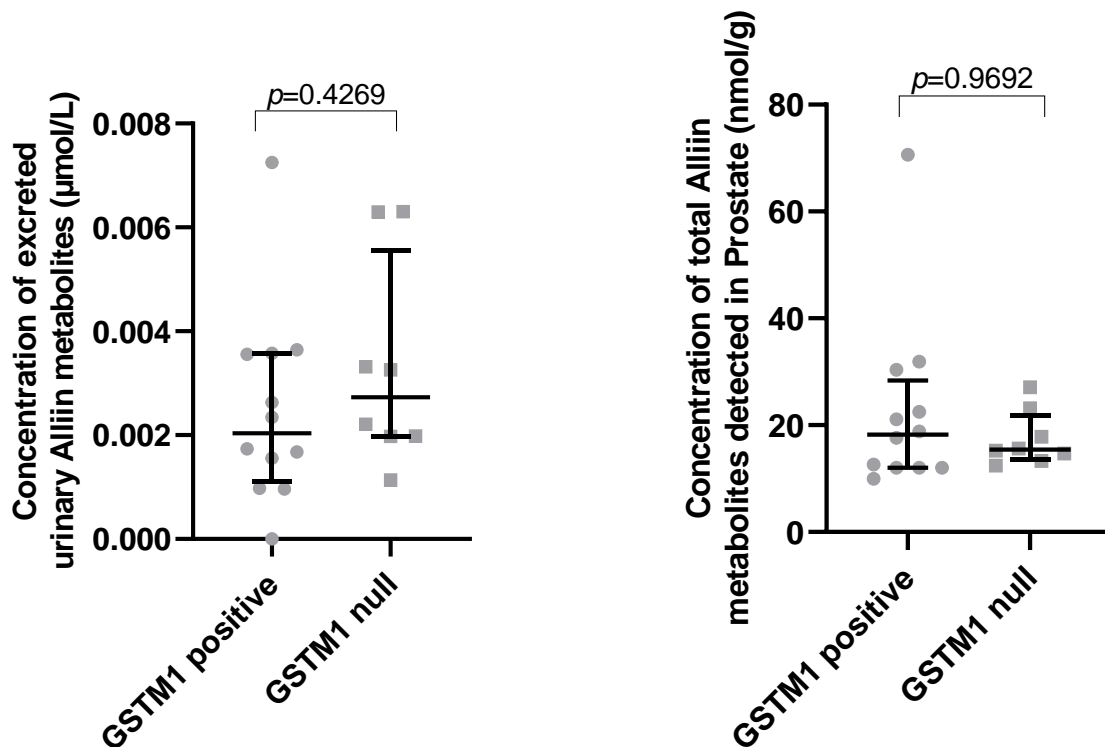 Concentration of excreted
urinary Alliin metabolites (µmol/L)
p=0.4269
0.008
0.006
0.004
0.002
0.000
GSTM1 positive
GSTM1 null
Concentration of total Alliin
metabolites detected in Prostate (nmol/g)
p=0.9692
80
60
40
20
0
GSTM1 positive
GSTM1 null